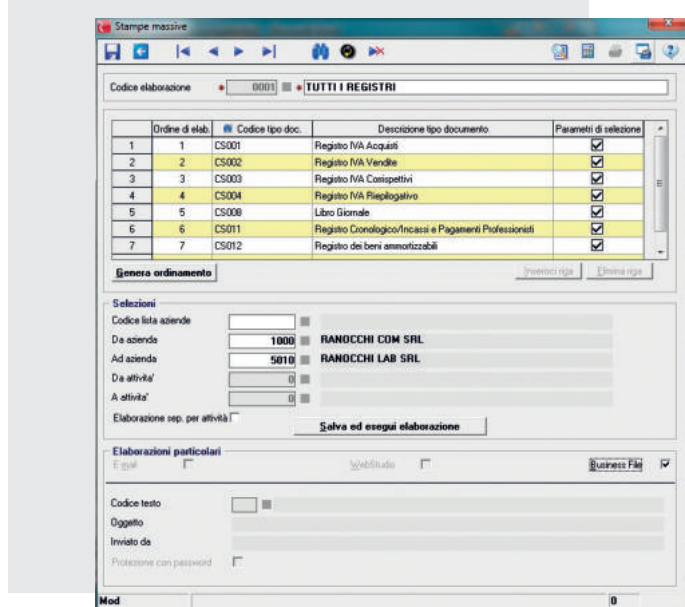 Stampe massive
Codice elaborazione 0001 TUTTI I REGISTRI
Ordine di elab. Codice tipo doc. Descrizione tipo documento Parametri di selezione
1 1 CS001 Registro IVA Acquisti
2 2 CS002 Registro IVA Vendite
3 3 CS003 Registro IVA Corrispettivi
4 4 CS004 Registro IVA Riepilogativo
5 5 CS008 Libro Giornale
6 6 CS011 Registro Cronologico/Incassi e Pagamenti Professionisti
7 7 CS012 Registro dei beni ammortizzabili
Genera ordinamento Inserisci riga Elimina riga
Selezioni
Codice lista aziende
Da azienda 1000 RANOCCHI COM SRL
Ad azienda 5010 RANOCCHI LAB SRL
Da attivita' 0
A attivita' 0
Elaborazione sep. per attività
Salva ed esegui elaborazione
Elaborazioni particolari
E-mail WebStudio Business File
Codice testo
Oggetto
Inviato da
Protezione con password
Mod 0